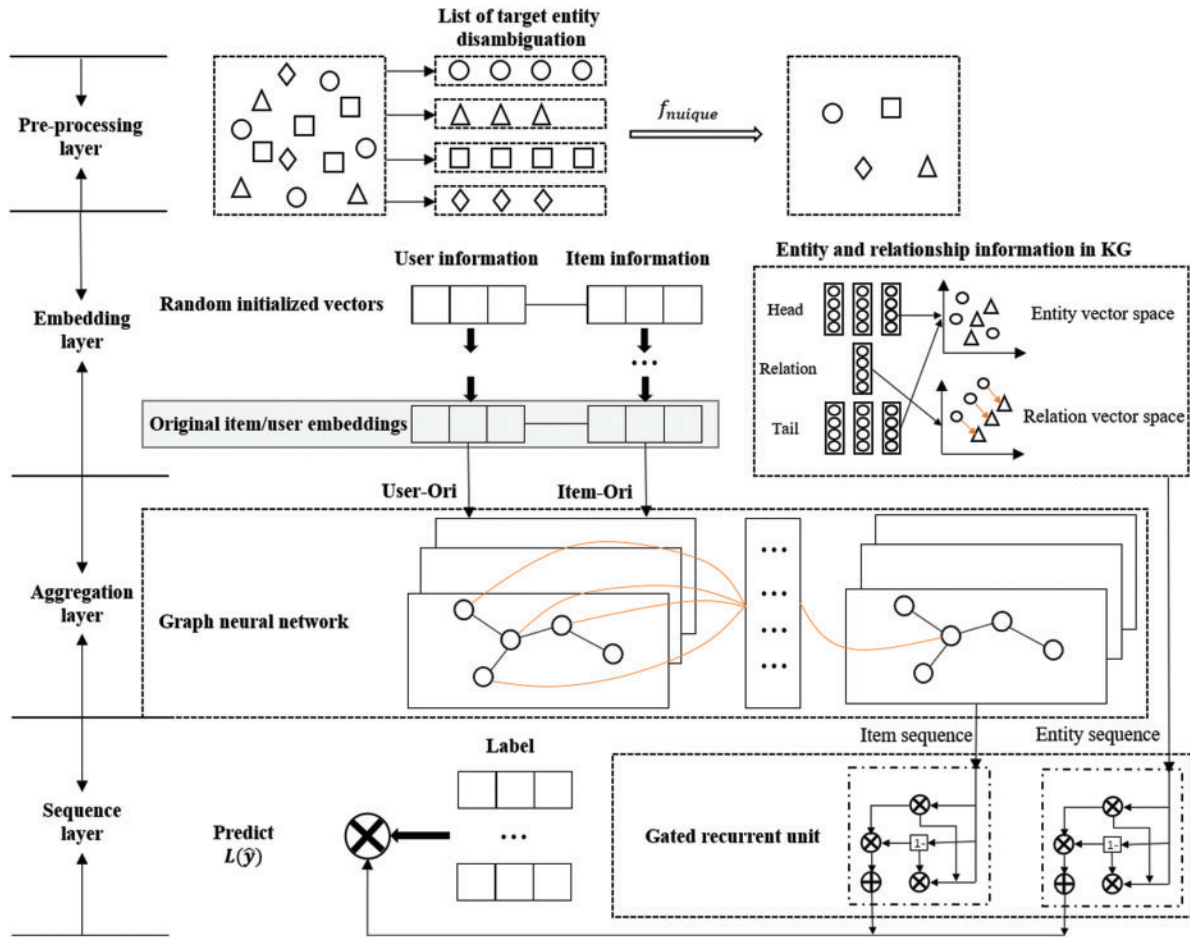 List of target entity
disambiguation
Pre-processing
layer
f_nuique
Embedding
layer
User information
Item information
Random initialized vectors
...
Original item/user embeddings
Entity and relationship information in KG
Head
Relation
Tail
Entity vector space
Relation vector space
User-Ori
Item-Ori
Aggregation
layer
Graph neural network
...
...
...
...
Item sequence
Entity sequence
Sequence
layer
Predict
L(ŷ)
Label
...
Gated recurrent unit
1-
1-